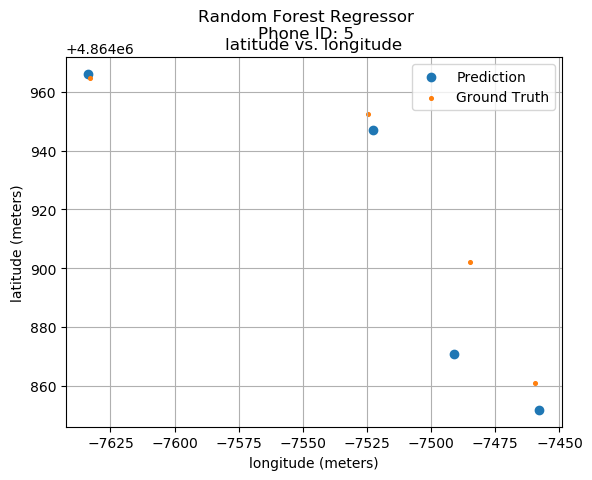 Random Forest Regressor
Phone ID: 5
latitude vs. longitude
+4.864e6
Prediction
Ground Truth
960
940
920
900
880
860
latitude (meters)
−7625
−7600
−7575
−7550
−7525
−7500
−7475
−7450
longitude (meters)